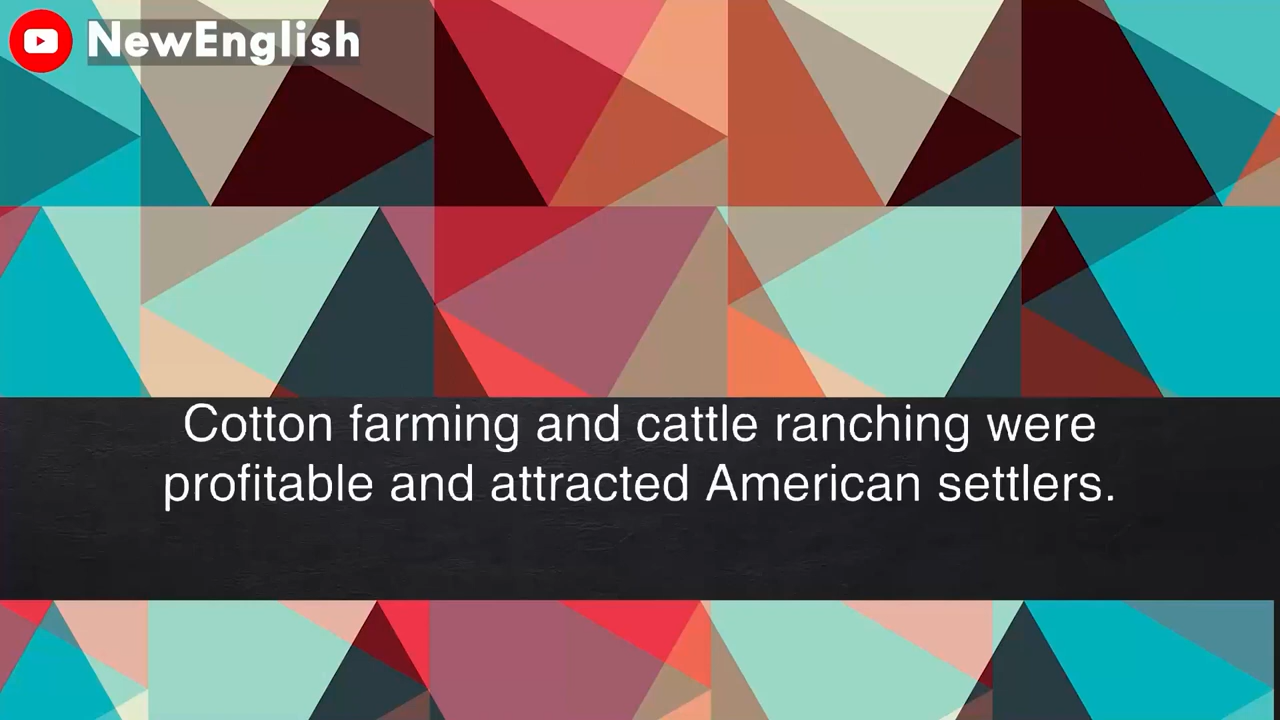 NewEnglish
Cotton farming and cattle ranching were
profitable and attracted American settlers.